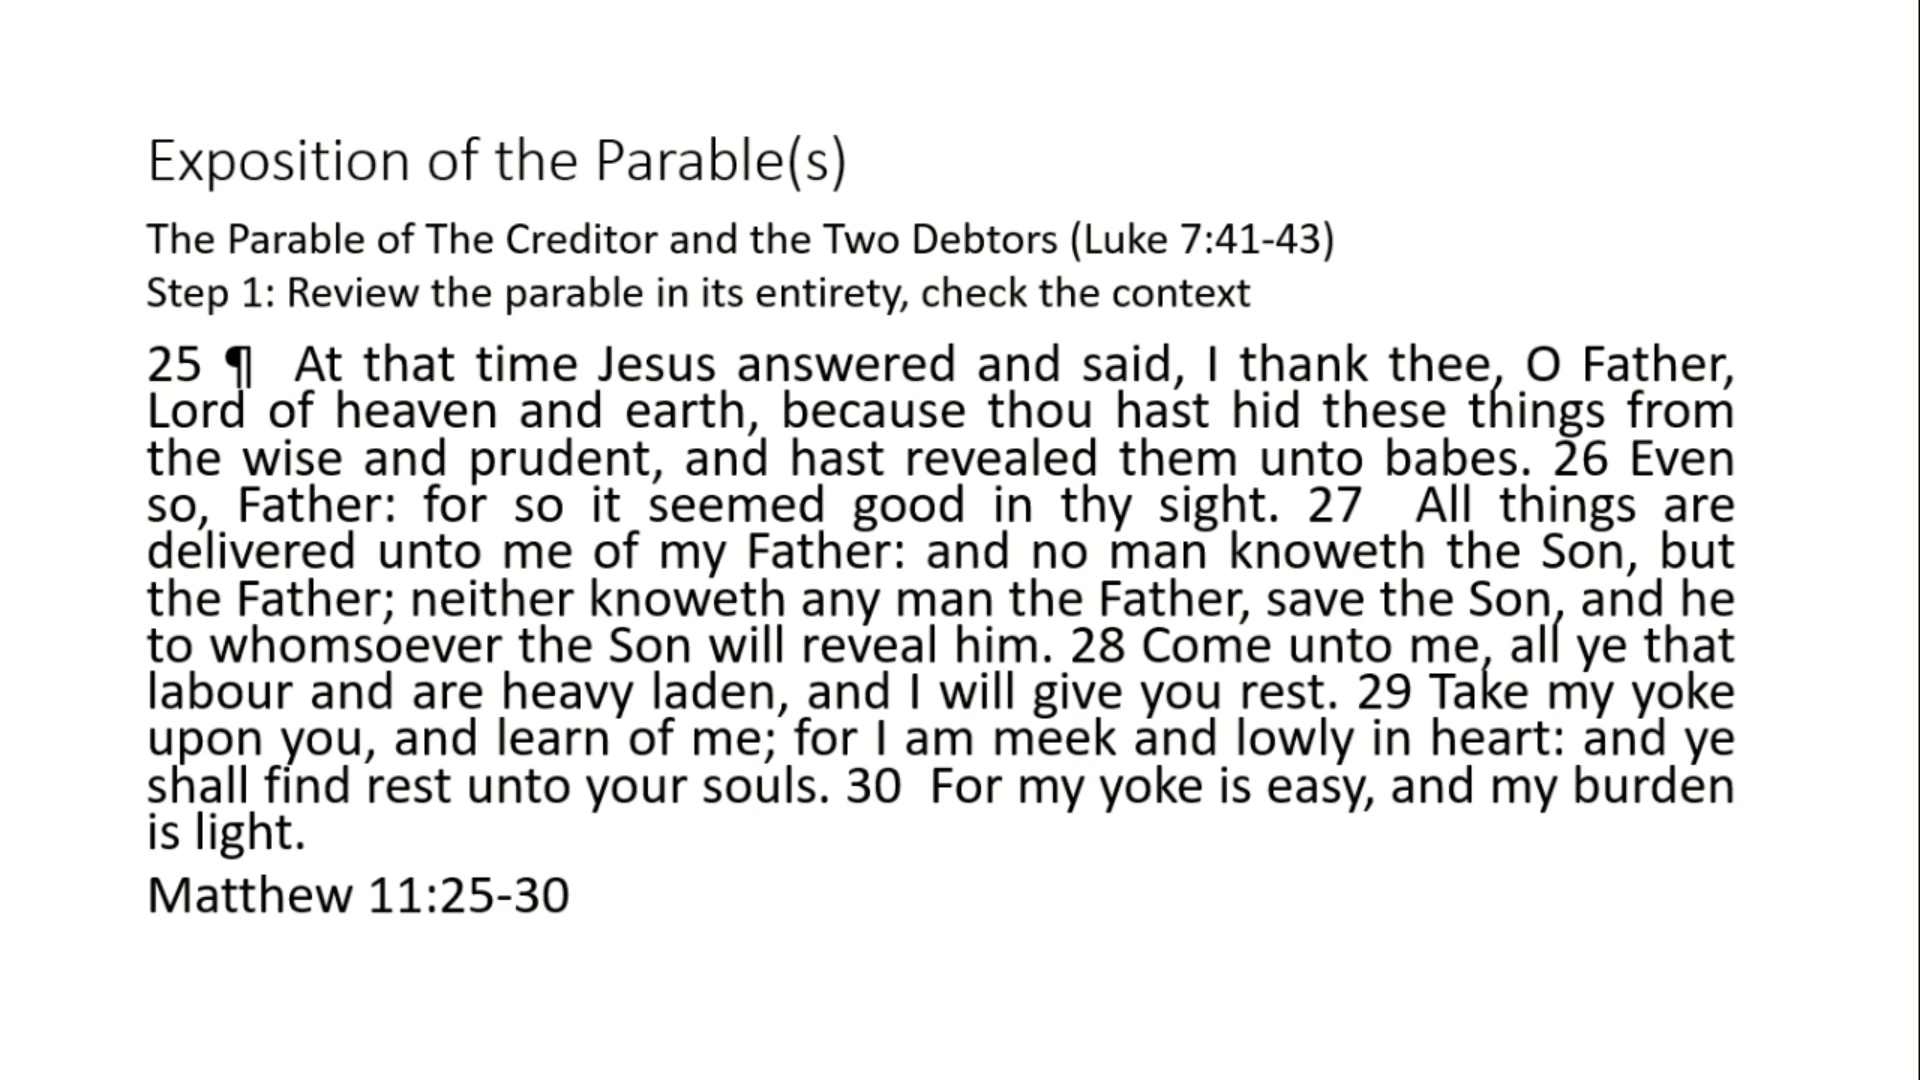 Exposition of the Parable(s)
The Parable of The Creditor and the Two Debtors (Luke 7:41-43)
Step 1: Review the parable in its entirety, check the context
25 ¶  At that time Jesus answered and said, I thank thee, O Father,
Lord of heaven and earth, because thou hast hid these things from
the wise and prudent, and hast revealed them unto babes. 26 Even
so, Father: for so it seemed good in thy sight. 27  All things are
delivered unto me of my Father: and no man knoweth the Son, but
the Father; neither knoweth any man the Father, save the Son, and he
to whomsoever the Son will reveal him. 28 Come unto me, all ye that
labour and are heavy laden, and I will give you rest. 29 Take my yoke
upon you, and learn of me; for I am meek and lowly in heart: and ye
shall find rest unto your souls. 30  For my yoke is easy, and my burden
is light.
Matthew 11:25-30